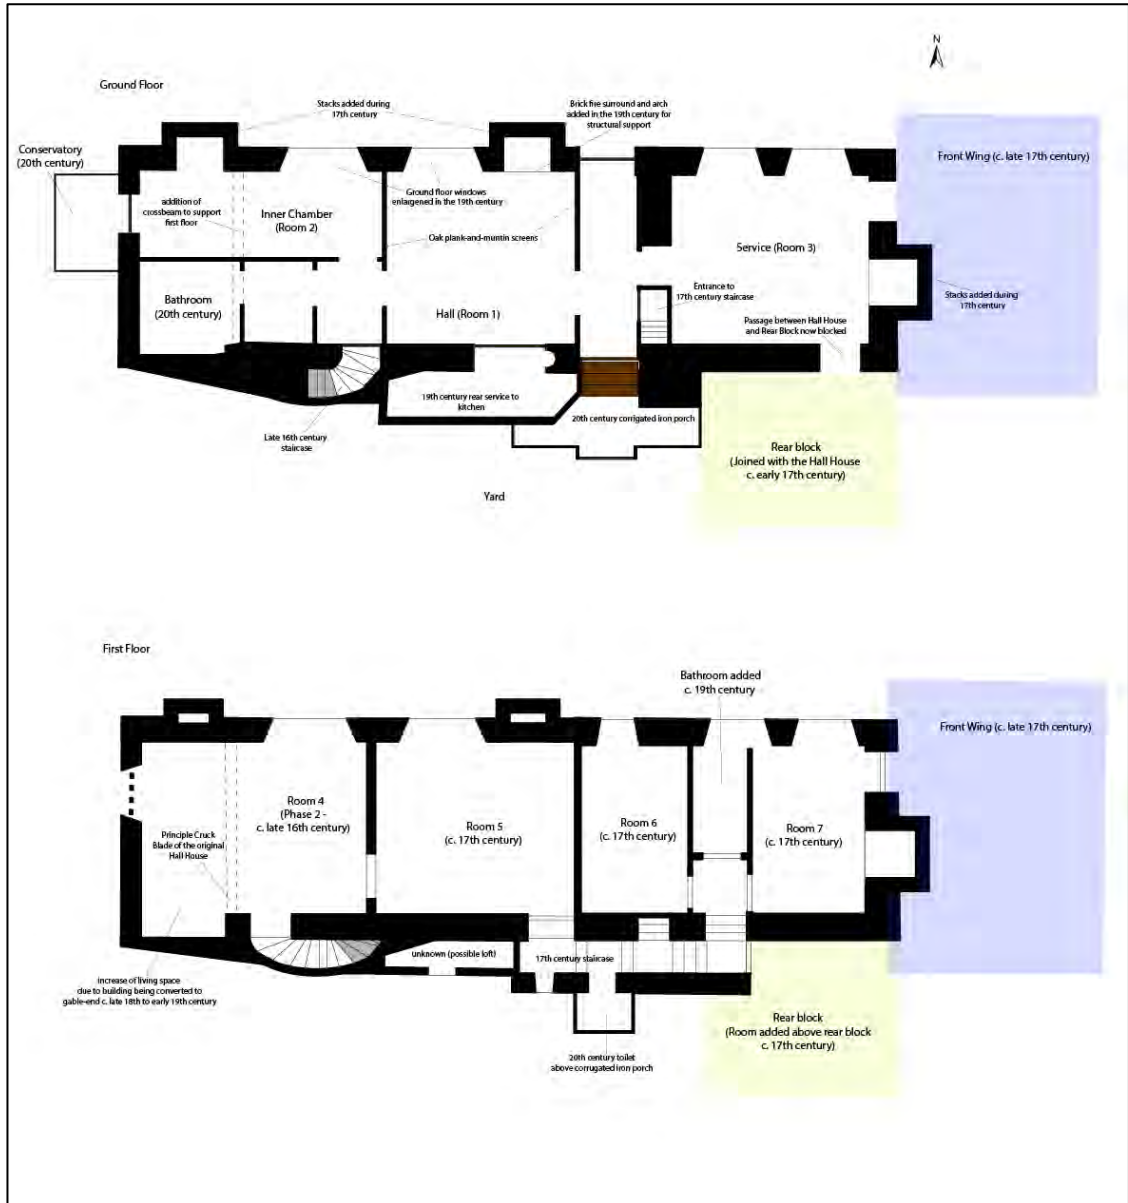 N
Ground Floor
Stacks added during
17th century
Brick fire surround and arch
added in the 19th century for
structural support
Conservatory
(20th century)
Front Wing (c. late 17th century)
addition of
crossbeam to support
first floor
Inner Chamber
(Room 2)
Ground floor windows
enlargened in the 19th century
Oak plank-and-muntin screens
Service (Room 3)
Bathroom
(20th century)
Hall (Room 1)
Entrance to
17th century staircase
Stacks added during
17th century
Passage between Hall House
and Rear Block now blocked
19th century rear service to
kitchen
20th century corrigated iron porch
Late 16th century
staircase
Rear block
(Joined with the Hall House
c. early 17th century)
Yard
First Floor
Bathroom added
c. 19th century
Front Wing (c. late 17th century)
Room 4
(Phase 2 -
c. late 16th century)
Room 5
(c. 17th century)
Room 6
(c. 17th century)
Room 7
(c. 17th century)
Principle Cruck
Blade of the original
Hall House
unknown (possible loft)
17th century staircase
increase of living space
due to building being converted to
gable-end c. late 18th to early 19th century
Rear block
(Room added above rear block
c. 17th century)
20th century toilet
above corrugated iron porch